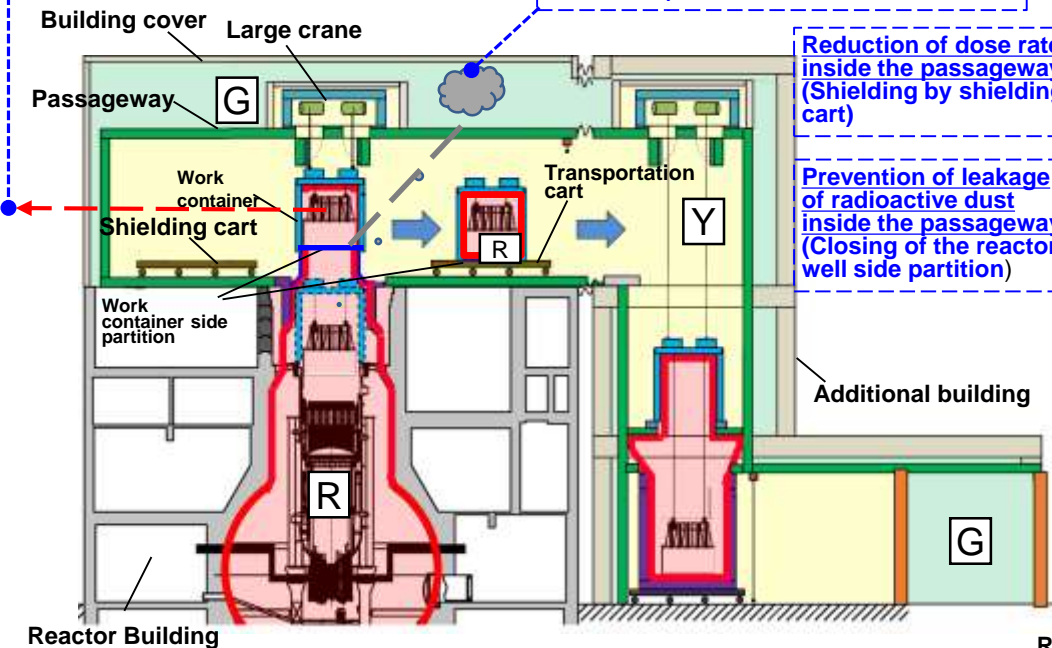 Building cover
Large crane
G
Passageway
Reduction of dose rate
inside the passageway
(Shielding by shielding
cart)
Work
container
Shielding cart
Transportation
cart
R
Y
Prevention of leakage
of radioactive dust
inside the passageway
(Closing of the reactor
well side partition)
Work
container side
partition
Additional building
R
G
Reactor Building
R